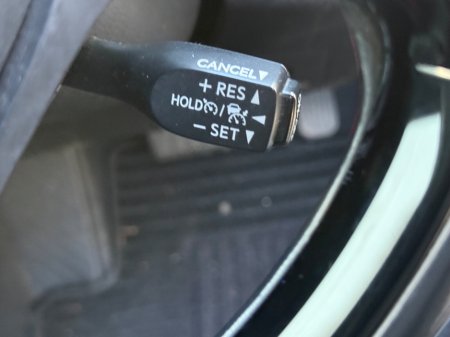 CANCEL▼
+ RES ▲
HOLD / ◄
− SET ▼